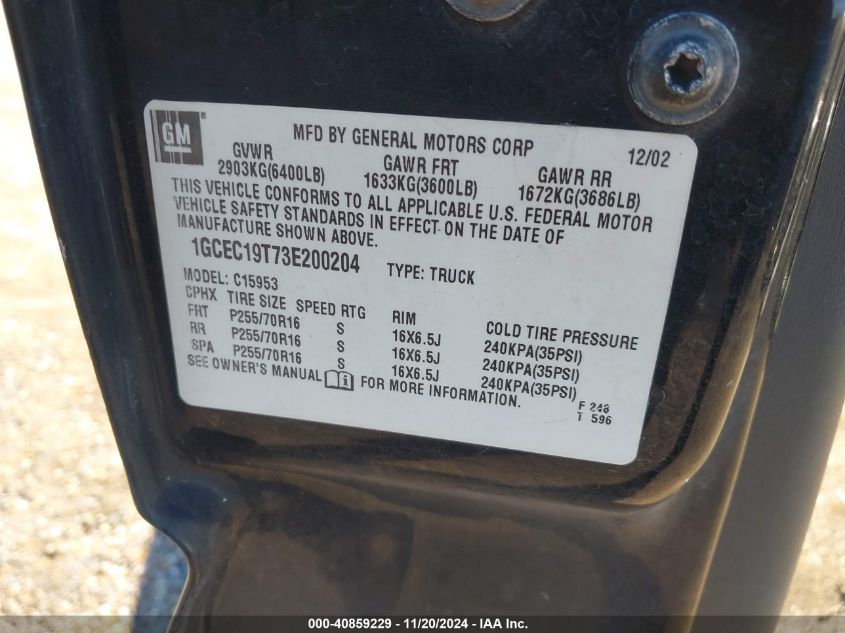 GM
MFD BY GENERAL MOTORS CORP 12/02
GVWR GAWR FRT GAWR RR
2903KG(6400LB) 1633KG(3600LB) 1672KG(3686LB)
THIS VEHICLE CONFORMS TO ALL APPLICABLE U.S. FEDERAL MOTOR
VEHICLE SAFETY STANDARDS IN EFFECT ON THE DATE OF
MANUFACTURE SHOWN ABOVE.
1GCEC19T73E200204 TYPE: TRUCK
MODEL: C15953
CPHX TIRE SIZE SPEED RTG RIM COLD TIRE PRESSURE
FRT P255/70R16 S 16X6.5J 240KPA(35PSI)
RR P255/70R16 S 16X6.5J 240KPA(35PSI)
SPA P255/70R16 S 16X6.5J 240KPA(35PSI)
SEE OWNER'S MANUAL FOR MORE INFORMATION.
F 246
T 596
000-40859229 - 11/20/2024 - IAA Inc.